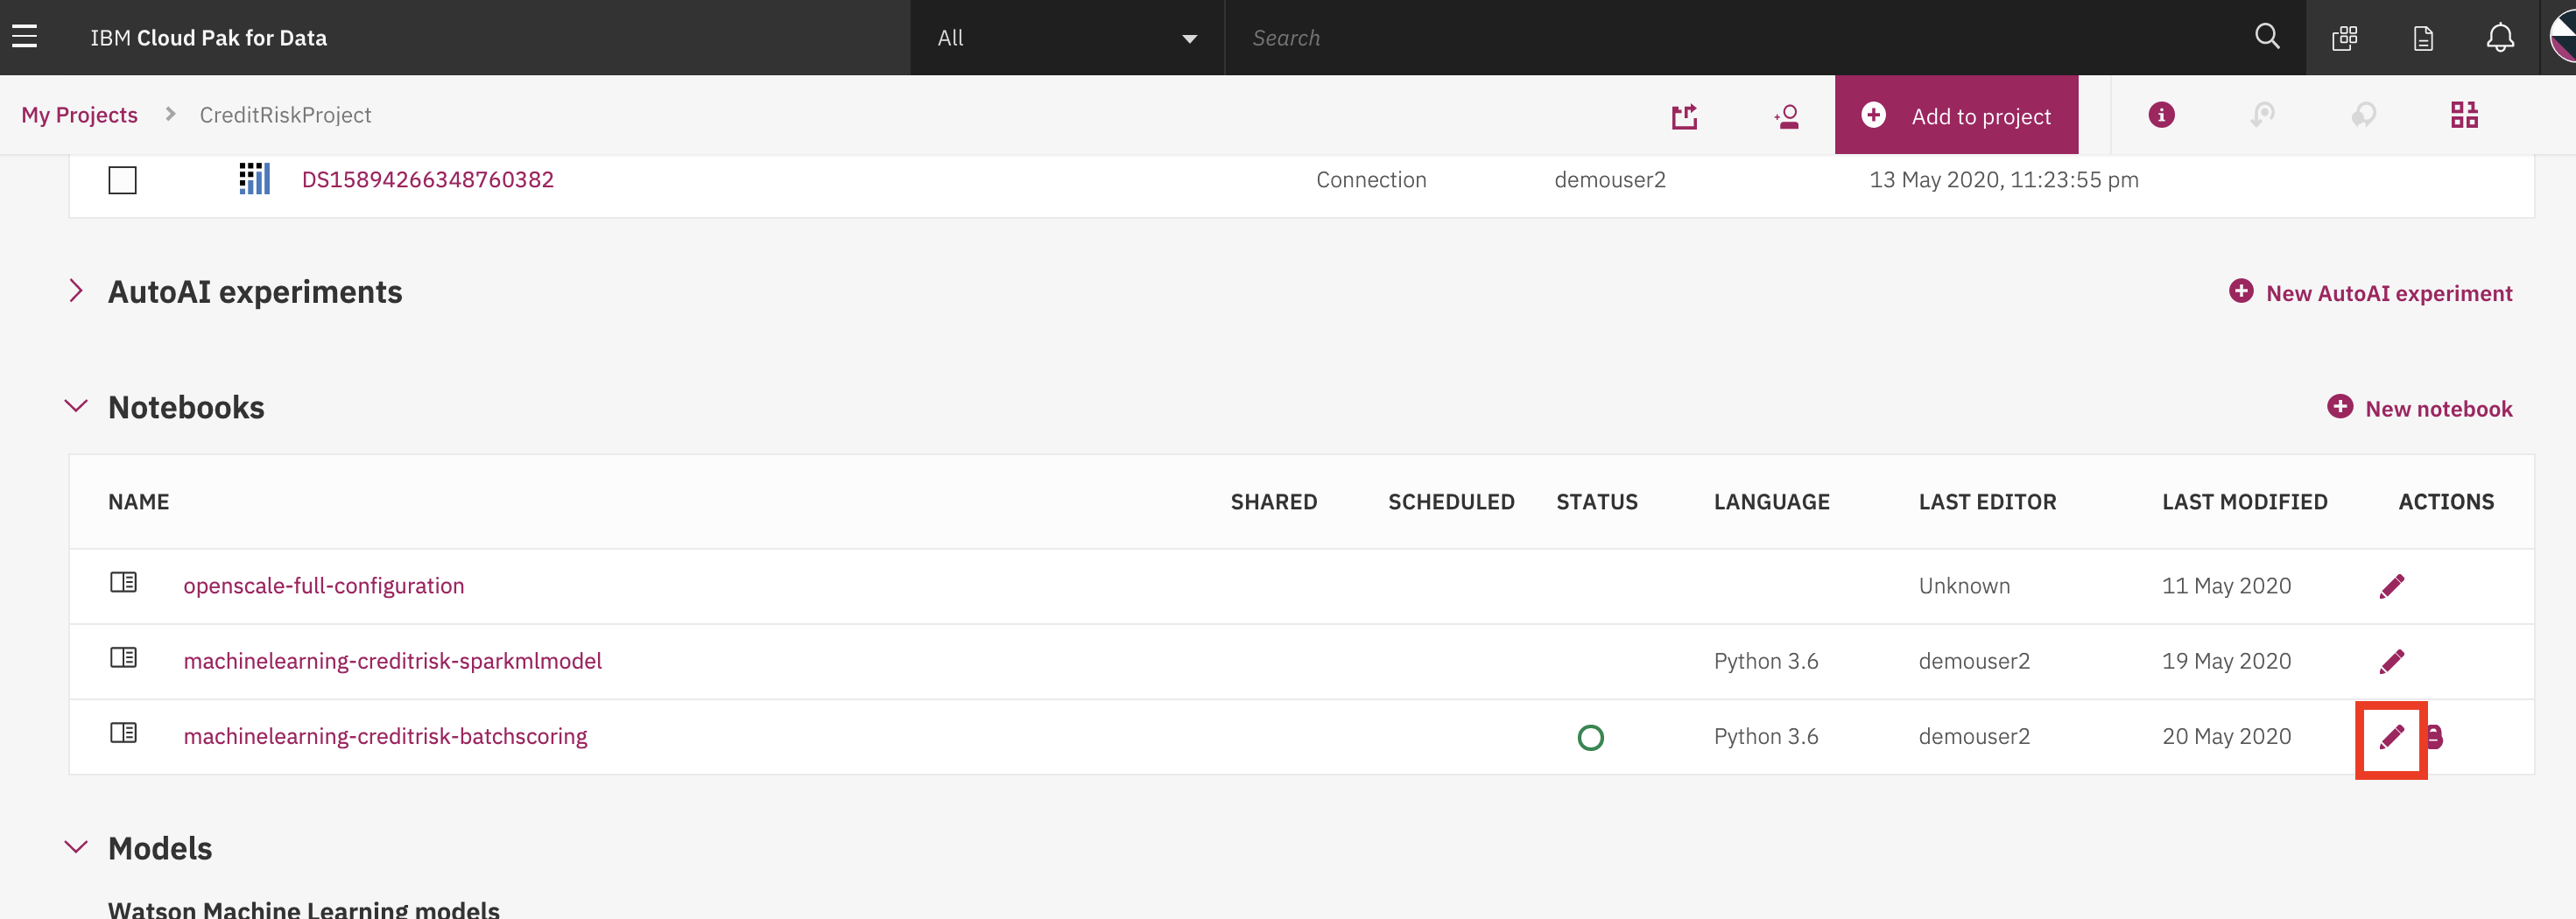 IBM Cloud Pak for Data All Search
My Projects CreditRiskProject Add to project
DS15894266348760382 Connection demouser2 13 May 2020, 11:23:55 pm
AutoAI experiments New AutoAI experiment
Notebooks New notebook
NAME SHARED SCHEDULED STATUS LANGUAGE LAST EDITOR LAST MODIFIED ACTIONS
openscale-full-configuration Unknown 11 May 2020
machinelearning-creditrisk-sparkmlmodel Python 3.6 demouser2 19 May 2020
machinelearning-creditrisk-batchscoring Python 3.6 demouser2 20 May 2020
Models
Watson Machine Learning models